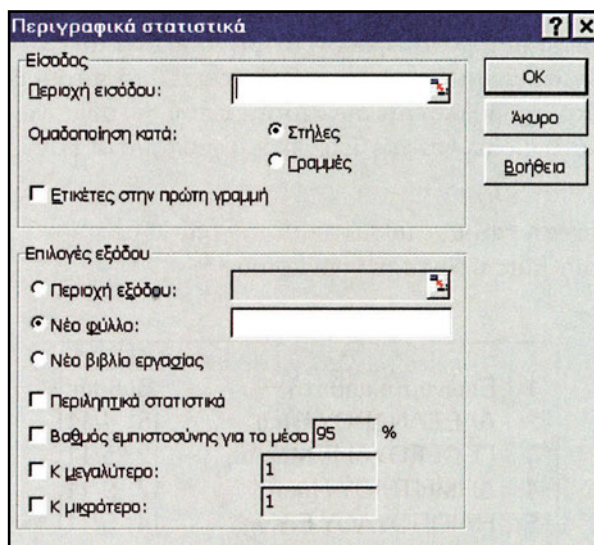 Περιγραφικά στατιστικά
Είσοδος
Περιοχή εισόδου:
OK
Ομαδοποίηση κατά:
Στήλες
Άκυρο
Γραμμές
Βοήθεια
Ετικέτες στην πρώτη γραμμή
Επιλογές εξόδου
Περιοχή εξόδου:
Νέο φύλλο:
Νέο βιβλίο εργασίας
Περιληπτικά στατιστικά
Βαθμός εμπιστοσύνης για το μέσο 95 %
Κ μεγαλύτερο: 1
Κ μικρότερο: 1